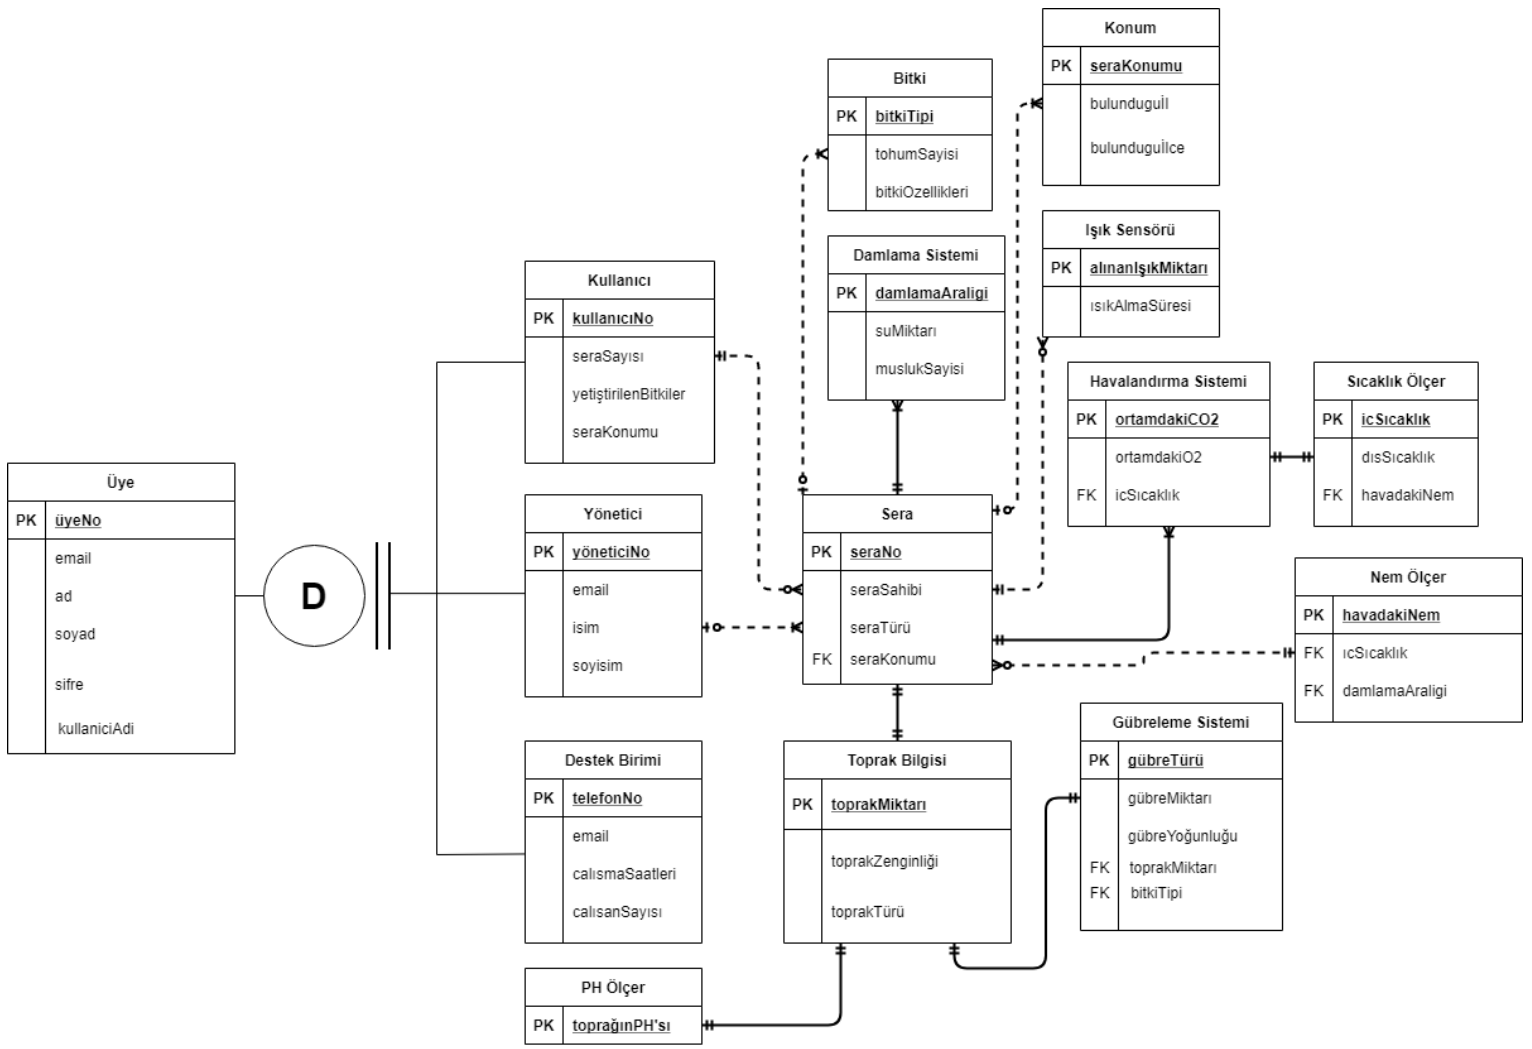 Konum
PK seraKonumu
bulunduguİl
bulunduguİlce
Bitki
PK bitkiTipi
tohumSayisi
bitkiOzellikleri
Işık Sensörü
PK alınanIşıkMiktarı
ısıkAlmaSüresi
Damlama Sistemi
PK damlamaAraligi
suMiktarı
muslukSayisi
Kullanıcı
PK kullanıcıNo
seraSayısı
yetiştirilenBitkiler
seraKonumu
Havalandırma Sistemi
PK ortamdakiCO2
ortamdakiO2
FK icSıcaklık
Sıcaklık Ölçer
PK icSıcaklık
dısSıcaklık
FK havadakiNem
Üye
PK üyeNo
email
ad
soyad
sifre
kullaniciAdi
D
Yönetici
PK yöneticiNo
email
isim
soyisim
Sera
PK seraNo
seraSahibi
seraTürü
FK seraKonumu
Nem Ölçer
PK havadakiNem
FK ıcSıcaklık
FK damlamaAraligi
Destek Birimi
PK telefonNo
email
calısmaSaatleri
calısanSayısı
Toprak Bilgisi
PK toprakMiktarı
toprakZenginliği
toprakTürü
Gübreleme Sistemi
PK gübreTürü
gübreMiktarı
gübreYoğunluğu
FK toprakMiktarı
FK bitkiTipi
PH Ölçer
PK toprağınPH'sı